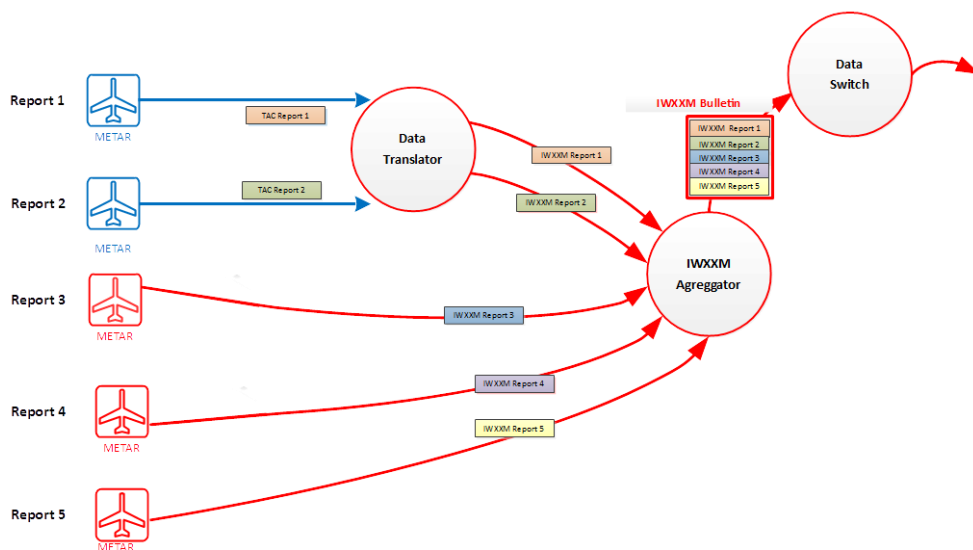 Report 1
METAR
TAC Report 1
Report 2
METAR
TAC Report 2
Data
Translator
IWXXM Report 1
IWXXM Report 2
Report 3
METAR
IWXXM Report 3
Report 4
METAR
IWXXM Report 4
Report 5
METAR
IWXXM Report 5
IWXXM
Agreggator
IWXXM Bulletin
IWXXM Report 1
IWXXM Report 2
IWXXM Report 3
IWXXM Report 4
IWXXM Report 5
Data
Switch